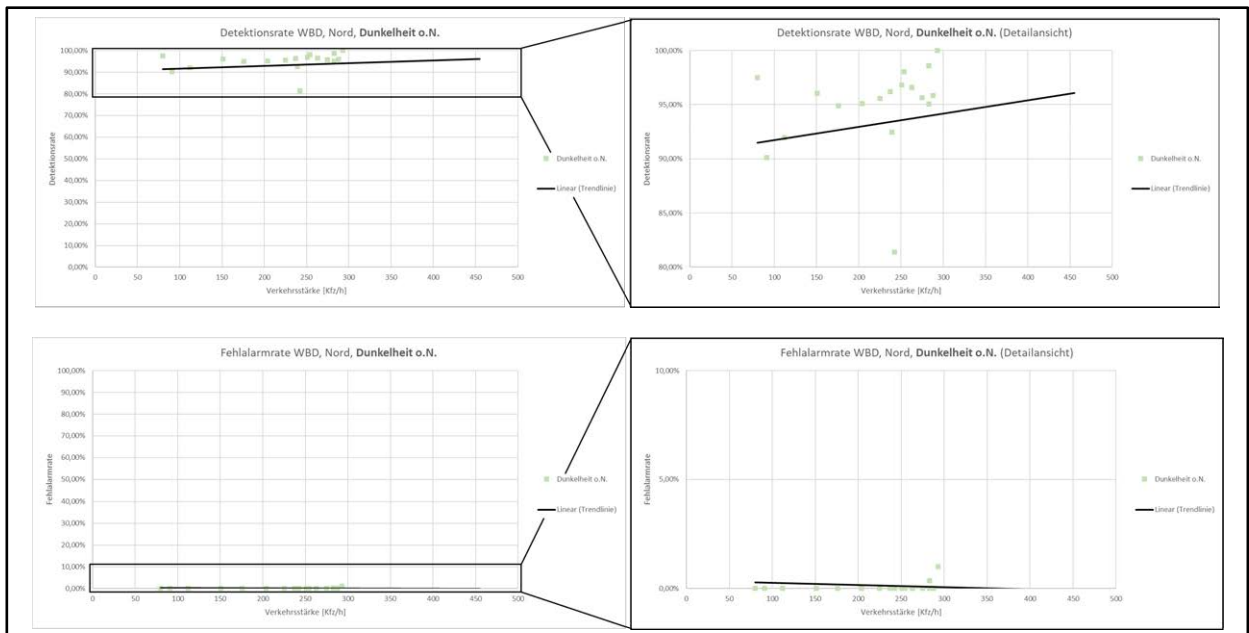 Detektionsrate WBD, Nord, Dunkelheit o.N.
100,00%
90,00%
80,00%
70,00%
60,00%
50,00%
40,00%
30,00%
20,00%
10,00%
0,00%
Detektionsrate
0 50 100 150 200 250 300 350 400 450 500
Verkehrsstärke [Kfz/h]
Dunkelheit o.N.
Linear (Trendlinie)
Detektionsrate WBD, Nord, Dunkelheit o.N. (Detailansicht)
100,00%
95,00%
90,00%
85,00%
80,00%
Detektionsrate
0 50 100 150 200 250 300 350 400 450 500
Verkehrsstärke [Kfz/h]
Dunkelheit o.N.
Linear (Trendlinie)
Fehlalarmrate WBD, Nord, Dunkelheit o.N.
100,00%
90,00%
80,00%
70,00%
60,00%
50,00%
40,00%
30,00%
20,00%
10,00%
0,00%
Fehlalarmrate
0 50 100 150 200 250 300 350 400 450 500
Verkehrsstärke [Kfz/h]
Dunkelheit o.N.
Linear (Trendlinie)
Fehlalarmrate WBD, Nord, Dunkelheit o.N. (Detailansicht)
10,00%
5,00%
0,00%
Fehlalarmrate
0 50 100 150 200 250 300 350 400 450 500
Verkehrsstärke [Kfz/h]
Dunkelheit o.N.
Linear (Trendlinie)